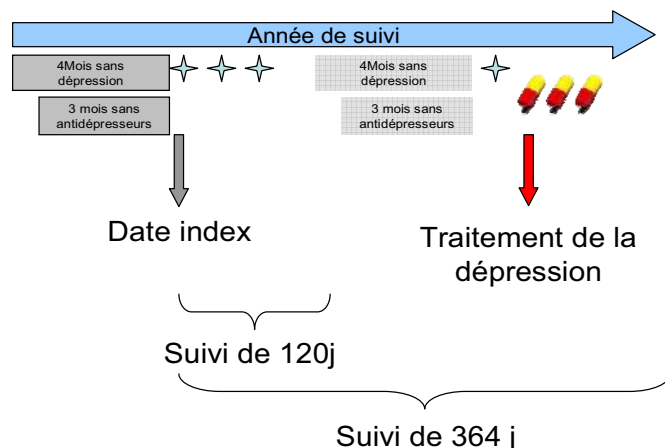 Année de suivi
4Mois sans
dépression
3 mois sans
antidépresseurs
4Mois sans
dépression
3 mois sans
antidépresseurs
Date index
Traitement de la
dépression
Suivi de 120j
Suivi de 364 j